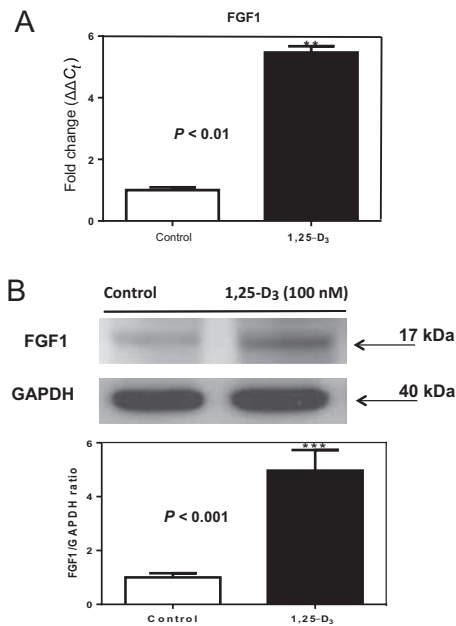 A
FGF1
Fold change (ΔΔCt)
6
4
2
0
**
P < 0.01
Control
1,25-D3
B
Control
1,25-D3 (100 nM)
FGF1
17 kDa
GAPDH
40 kDa
FGF1/GAPDH ratio
6
4
2
0
***
P < 0.001
Control
1,25-D3